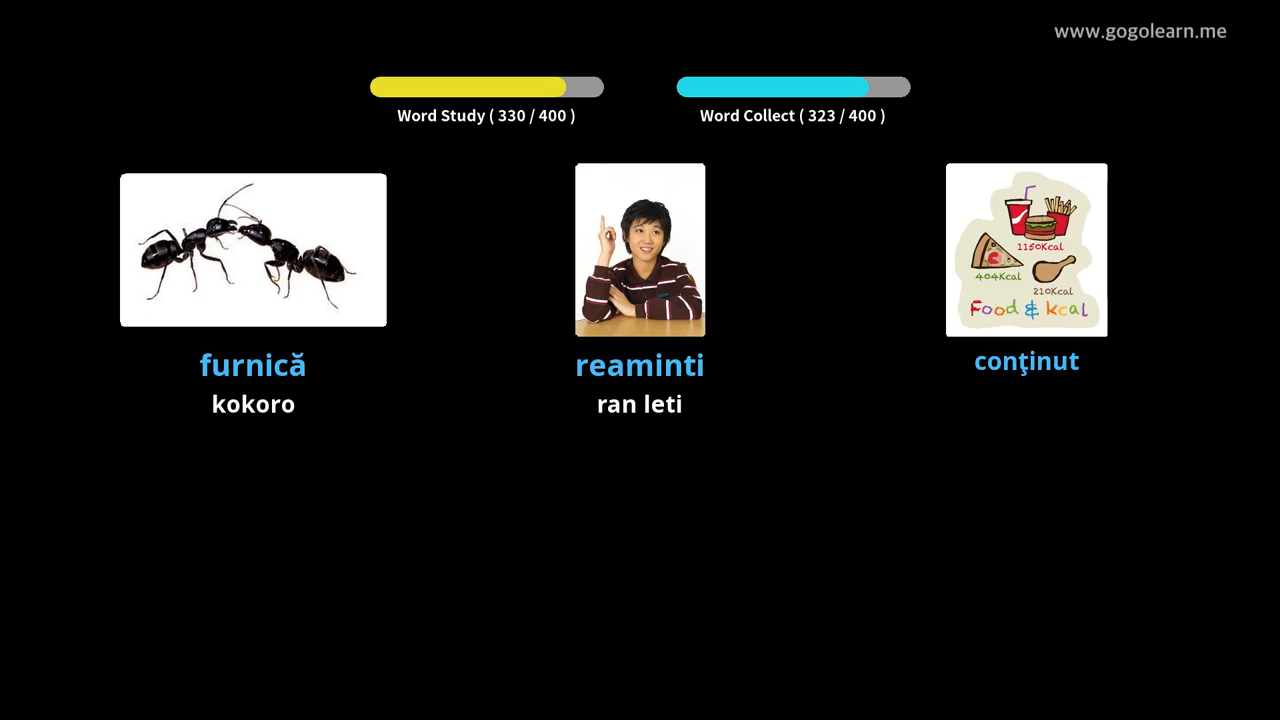 www.gogolearn.me
Word Study ( 330 / 400 )
Word Collect ( 323 / 400 )
1150Kcal
404Kcal
210Kcal
Food & kcal
furnică
reaminti
conţinut
kokoro
ran leti